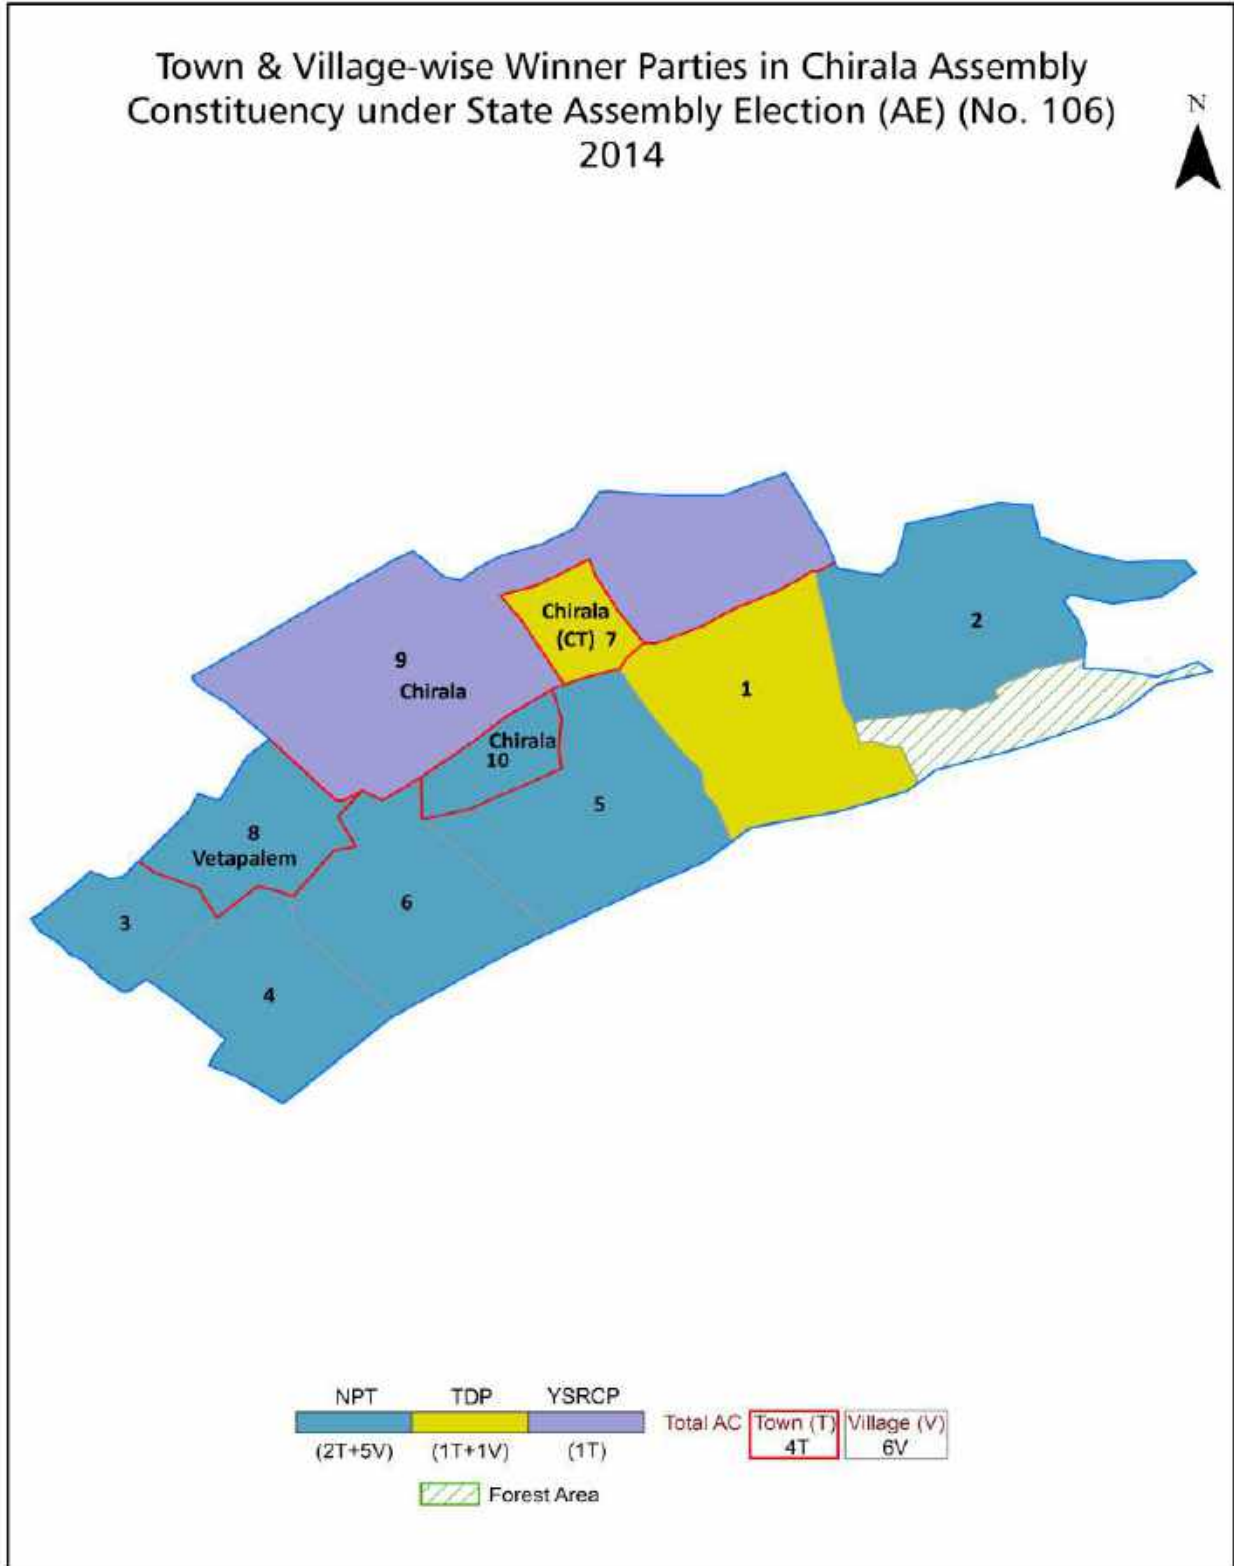 Town & Village-wise Winner Parties in Chirala Assembly
Constituency under State Assembly Election (AE) (No. 106)
2014
N
Chirala
(CT) 7
2
9
Chirala
1
Chirala
10
5
8
Vetapalem
6
3
4
NPT TDP YSRCP
(2T+5V) (1T+1V) (1T)
Total AC Town (T) Village (V)
4T 6V
Forest Area